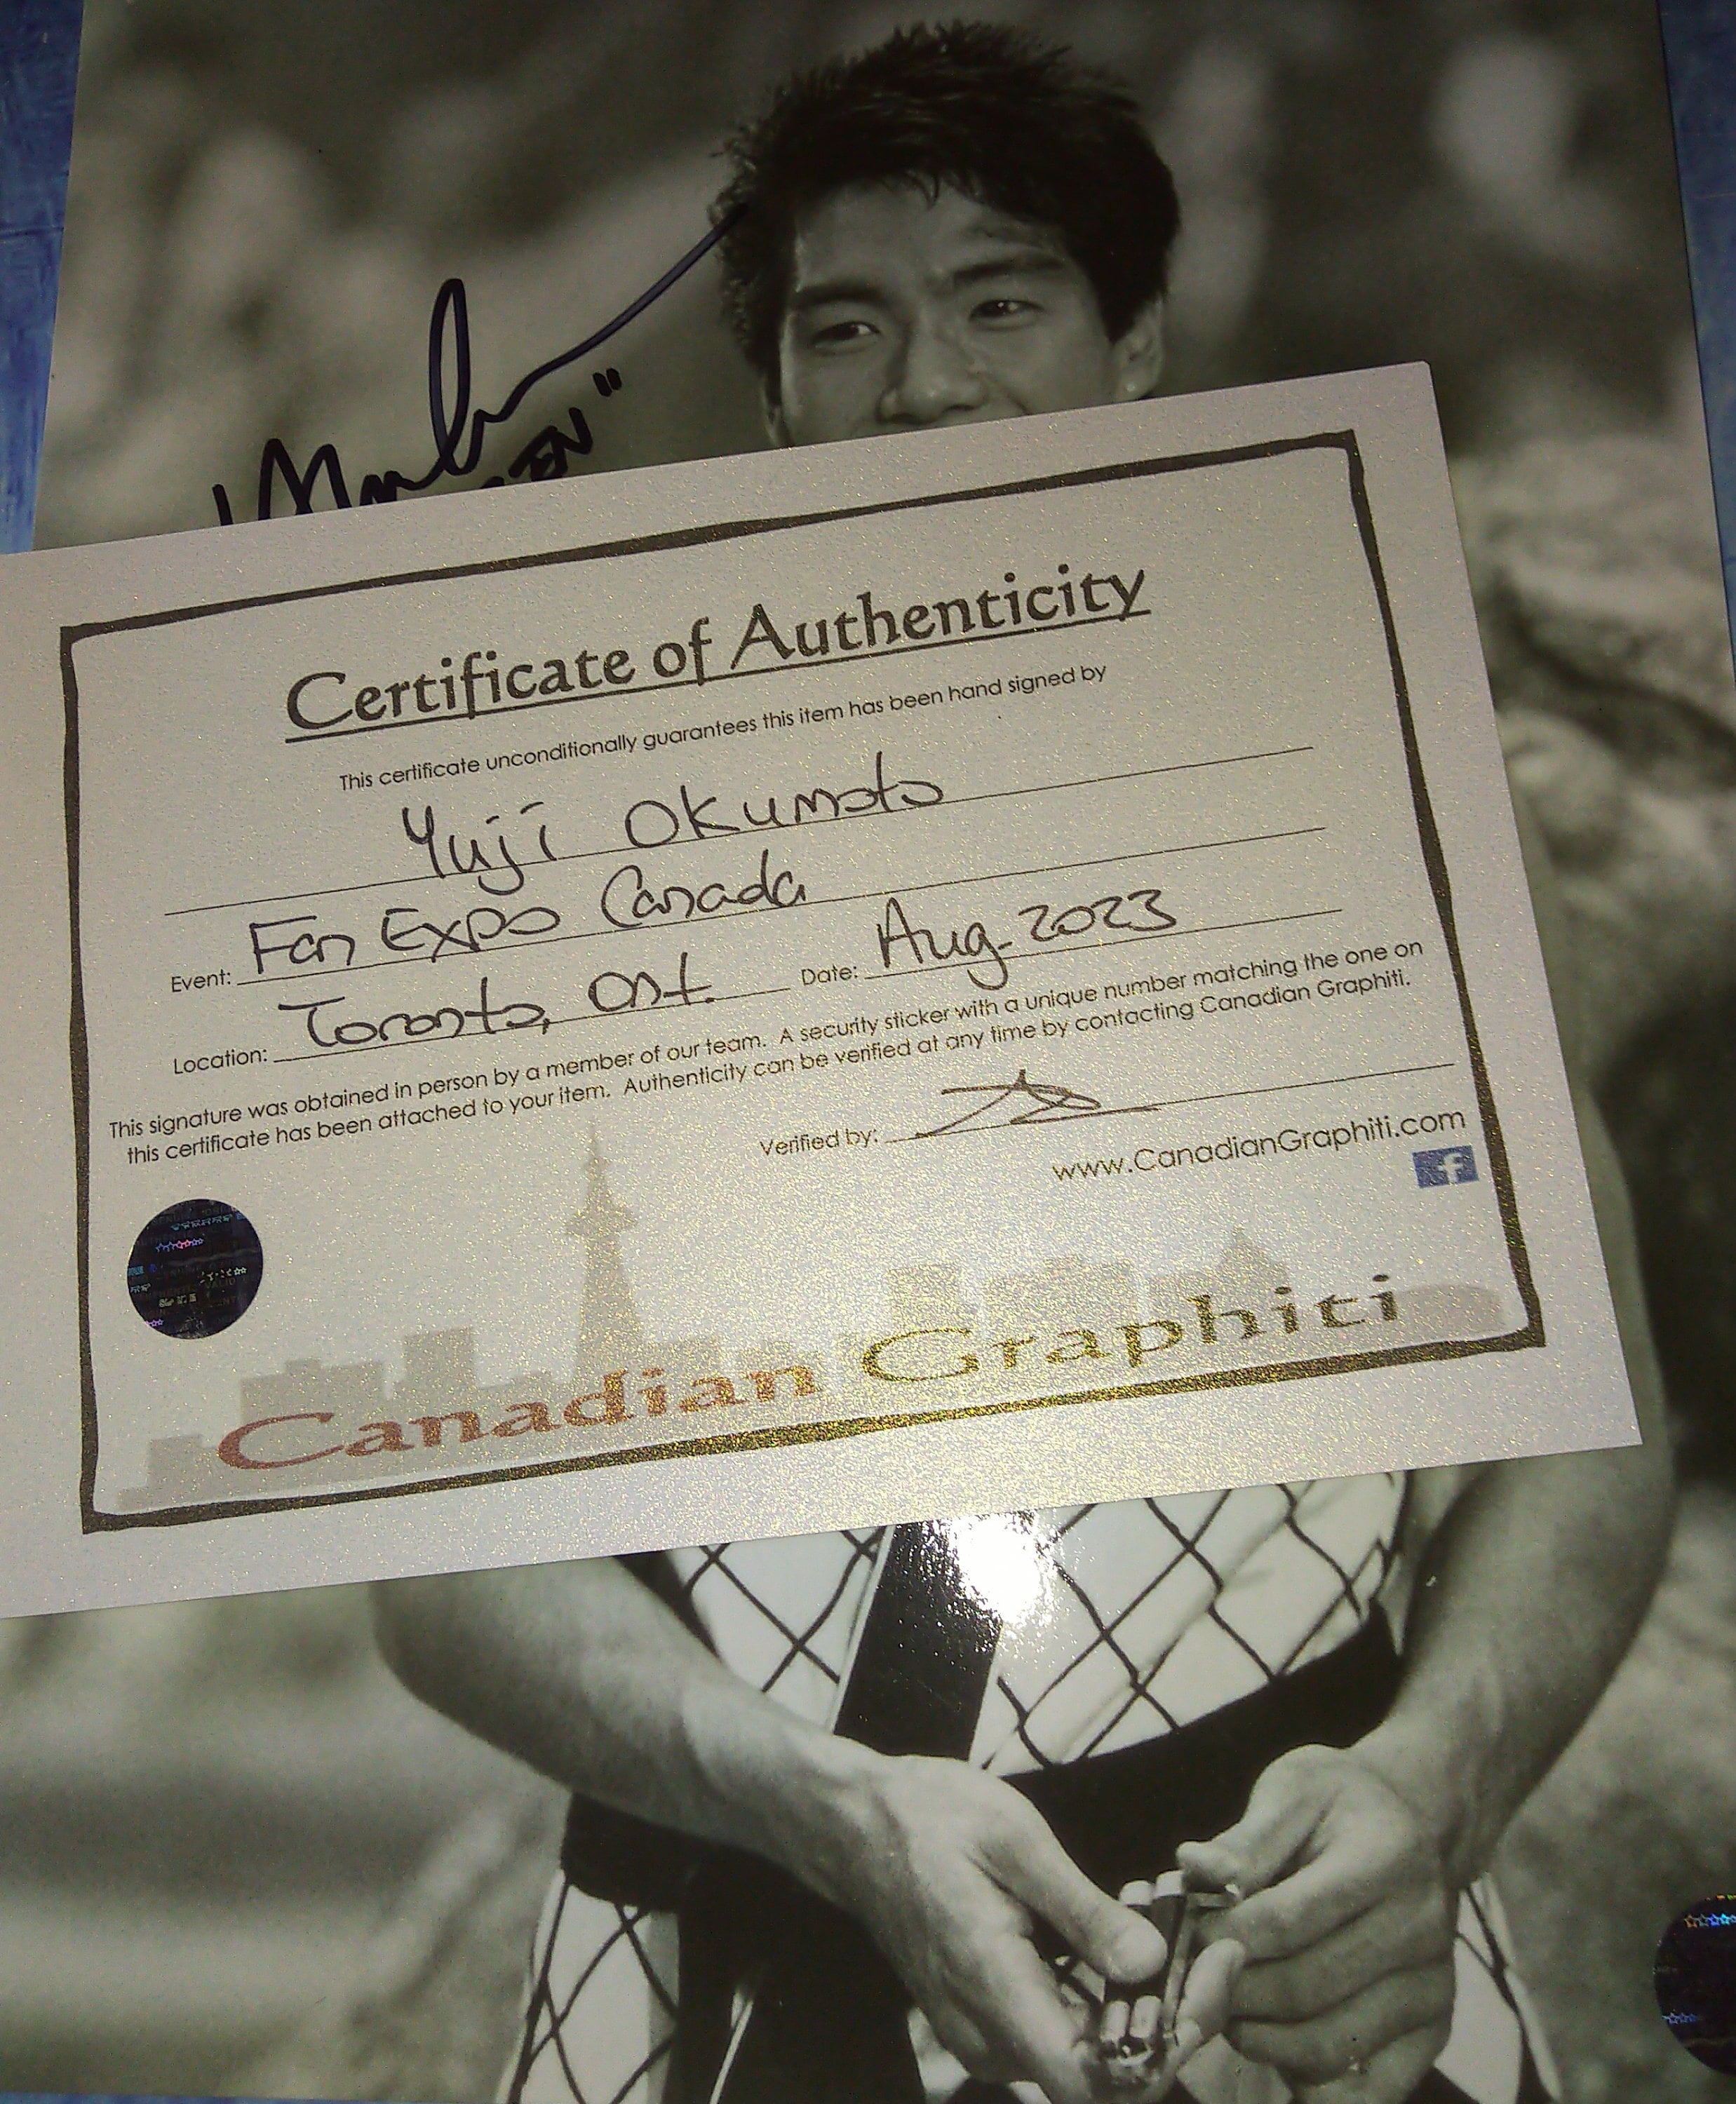 Certificate of Authenticity
This certificate unconditionally guarantees this item has been hand signed by
Yuji Okumoto
Event: Fan Expo Canada
Location: Toronto, Ont. Date: Aug. 2023
This signature was obtained in person by a member of our team. A security sticker with a unique number matching the one on
this certificate has been attached to your item. Authenticity can be verified at any time by contacting Canadian Graphiti.
Verified by:
www.CanadianGraphiti.com
f
Canadian Graphiti